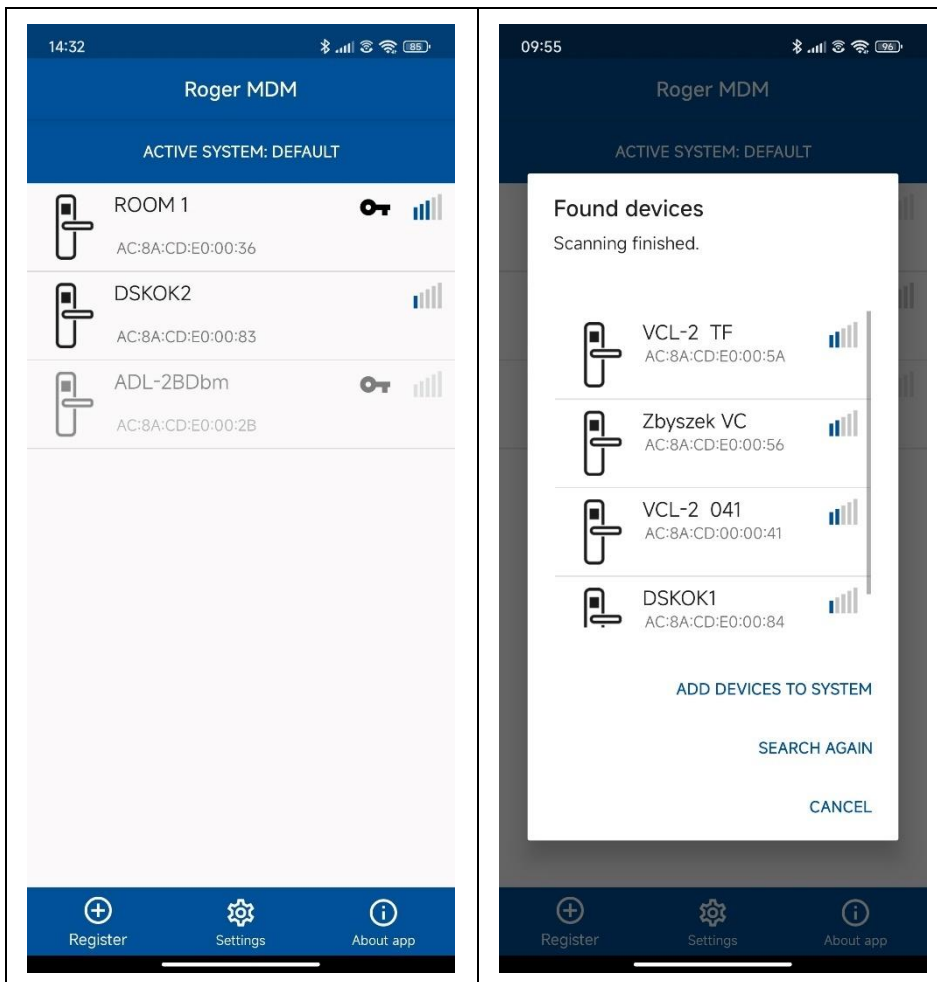 14:32
85
Roger MDM
ACTIVE SYSTEM: DEFAULT
ROOM 1
AC:8A:CD:E0:00:36
DSKOK2
AC:8A:CD:E0:00:83
ADL-2BDbm
AC:8A:CD:E0:00:2B
Register
Settings
About app
09:55
96
Roger MDM
ACTIVE SYSTEM: DEFAULT
Found devices
Scanning finished.
VCL-2 TF
AC:8A:CD:E0:00:5A
Zbyszek VC
AC:8A:CD:E0:00:56
VCL-2 041
AC:8A:CD:00:00:41
DSKOK1
AC:8A:CD:E0:00:84
ADD DEVICES TO SYSTEM
SEARCH AGAIN
CANCEL
Register
Settings
About app